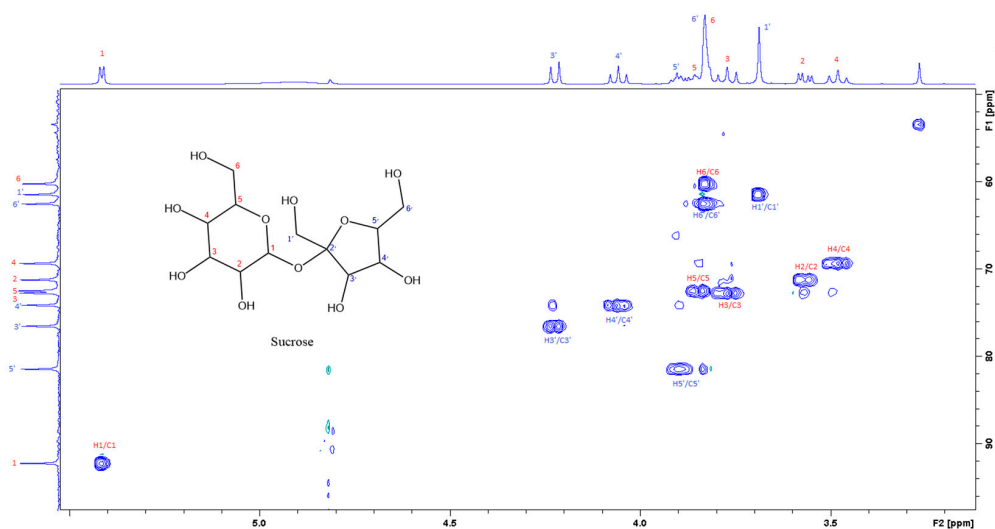 1
3'
4'
5'
5
6'
6
3
1'
2
4
F1 [ppm]
60
70
80
90
6
1'
6'
4
2
5
3
4'
3'
5'
1
HO
6
HO
5
HO
HO
O
O
6'
4
1'
5'
1
2'
3
O
4'
2
3'
OH
HO
OH
HO
Sucrose
H6/C6
H6'/C6'
H1'/C1'
H4/C4
H2/C2
H5/C5
H3/C3
H4'/C4'
H3'/C3'
H5'/C5'
H1/C1
5.0
4.5
4.0
3.5
F2 [ppm]